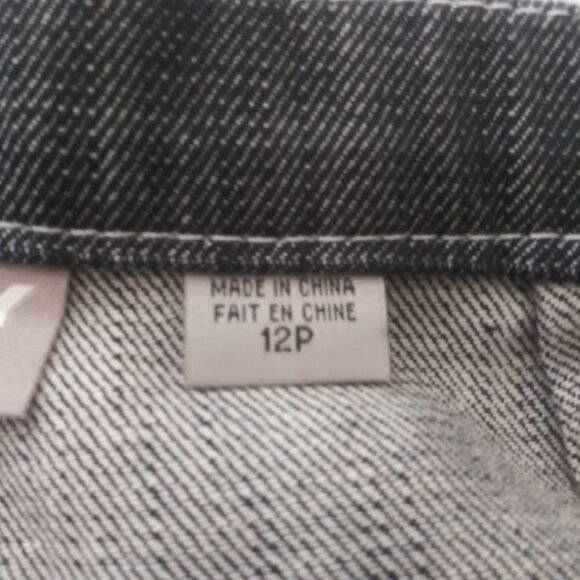 Y
MADE IN CHINA
FAIT EN CHINE
12P